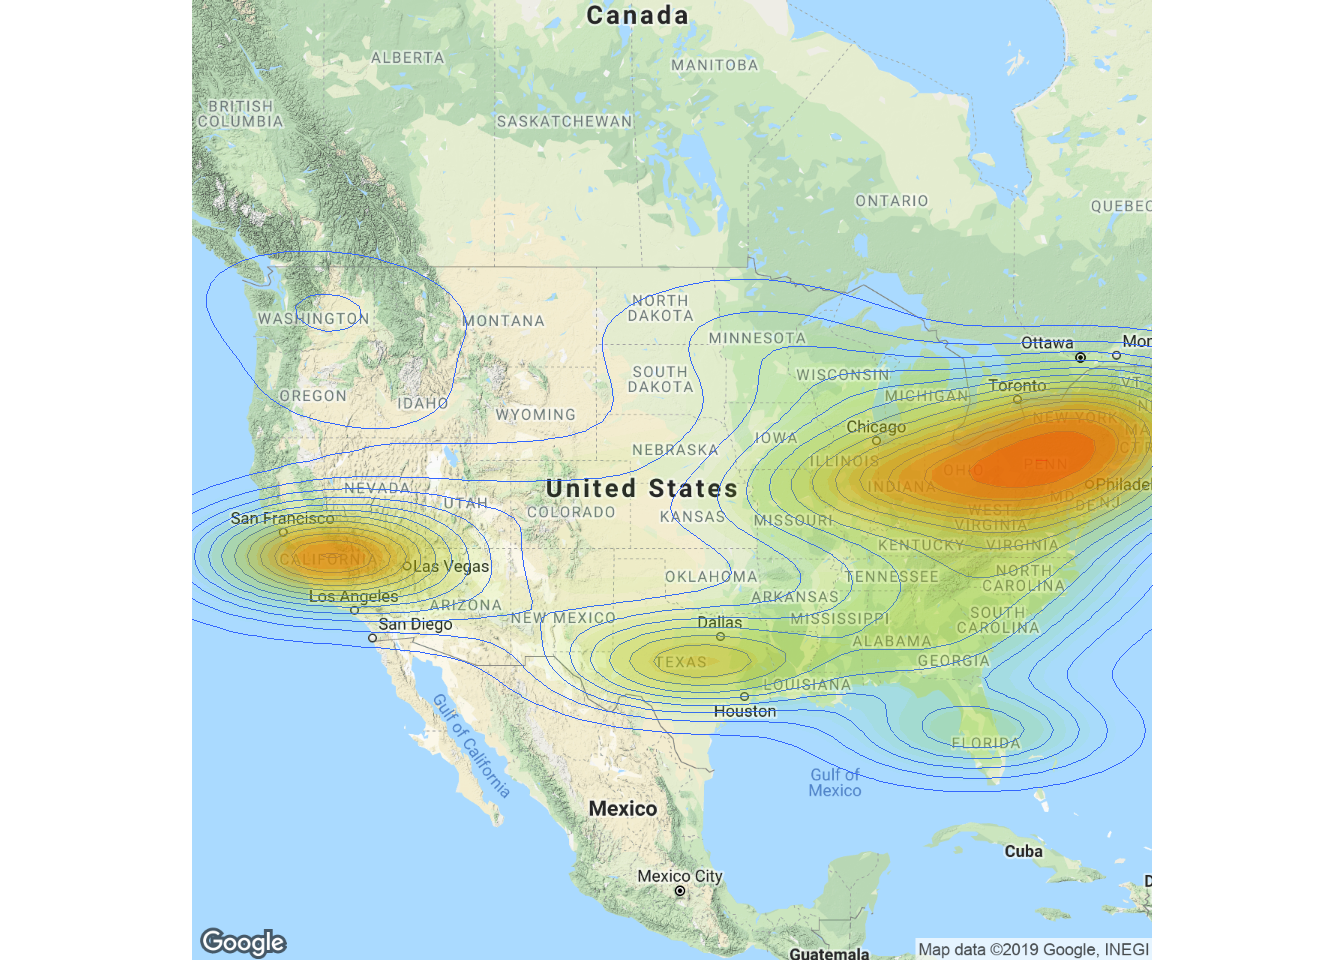 Canada
ALBERTA
MANITOBA
BRITISH
COLUMBIA
SASKATCHEWAN
ONTARIO
QUEBEC
NORTH
DAKOTA
WASHINGTON
MONTANA
MINNESOTA
Ottawa
Mon
SOUTH
DAKOTA
WISCONSIN
Toronto
VT
OREGON
IDAHO
MICHIGAN
WYOMING
NEW YORK
MA
CT
Chicago
IOWA
NEBRASKA
ILLINOIS
OHIO
PENN
NEVADA
United States
INDIANA
Philadel
MD
DE
NJ
UTAH
COLORADO
KANSAS
MISSOURI
WEST
VIRGINIA
San Francisco
KENTUCKY
VIRGINIA
CALIFORNIA
Las Vegas
OKLAHOMA
TENNESSEE
NORTH
CAROLINA
Los Angeles
ARIZONA
NEW MEXICO
ARKANSAS
MISSISSIPPI
SOUTH
CAROLINA
San Diego
Dallas
ALABAMA
TEXAS
GEORGIA
LOUISIANA
Houston
Gulf of California
FLORIDA
Gulf of
Mexico
Mexico
Cuba
Mexico City
D
Google
Guatemala
Map data ©2019 Google, INEGI